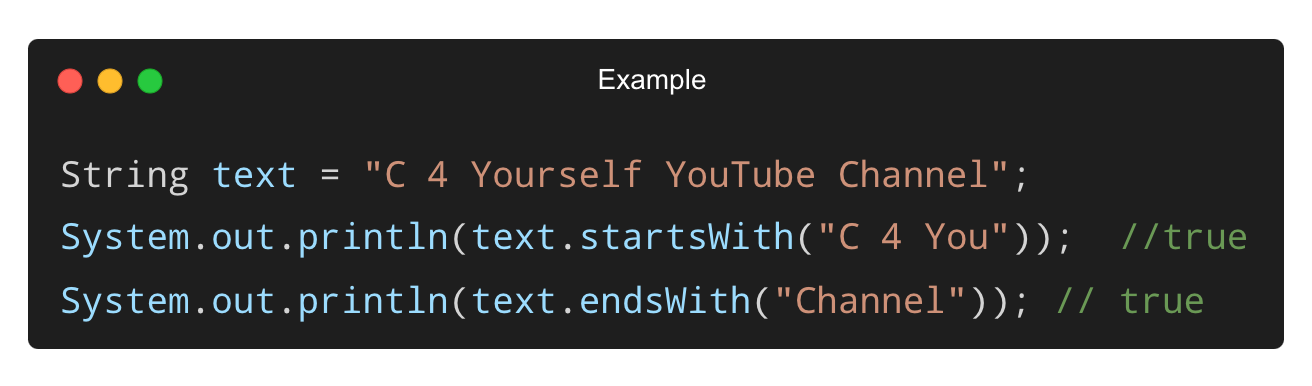 Example
String text = "C 4 Yourself YouTube Channel";
System.out.println(text.startsWith("C 4 You"));  //true
System.out.println(text.endsWith("Channel")); // true